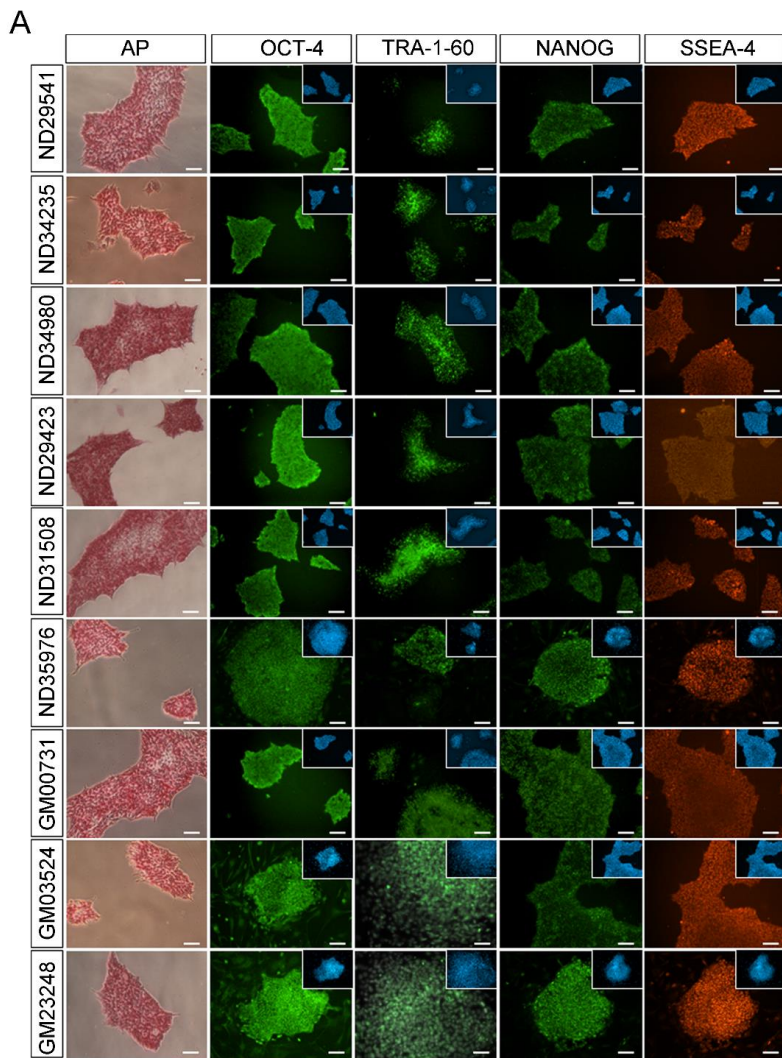 A
AP OCT-4 TRA-1-60 NANOG SSEA-4
ND29541
ND34235
ND34980
ND29423
ND31508
ND35976
GM00731
GM03524
GM23248